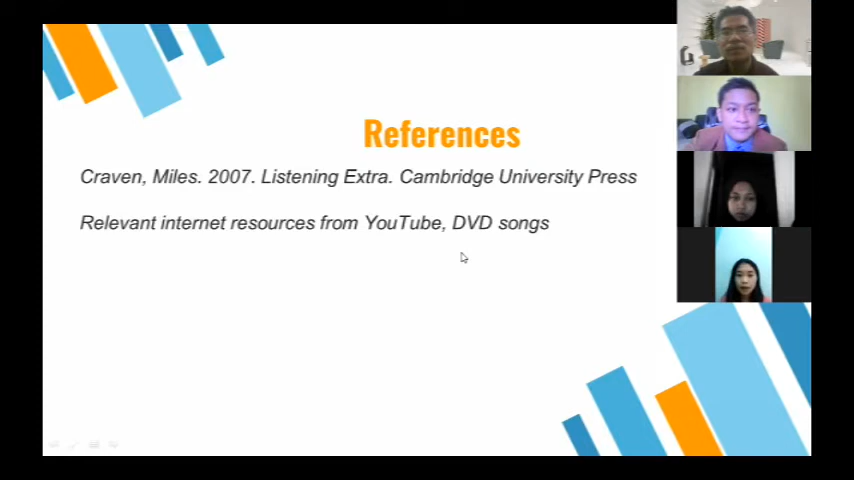 References
Craven, Miles. 2007. Listening Extra. Cambridge University Press
Relevant internet resources from YouTube, DVD songs